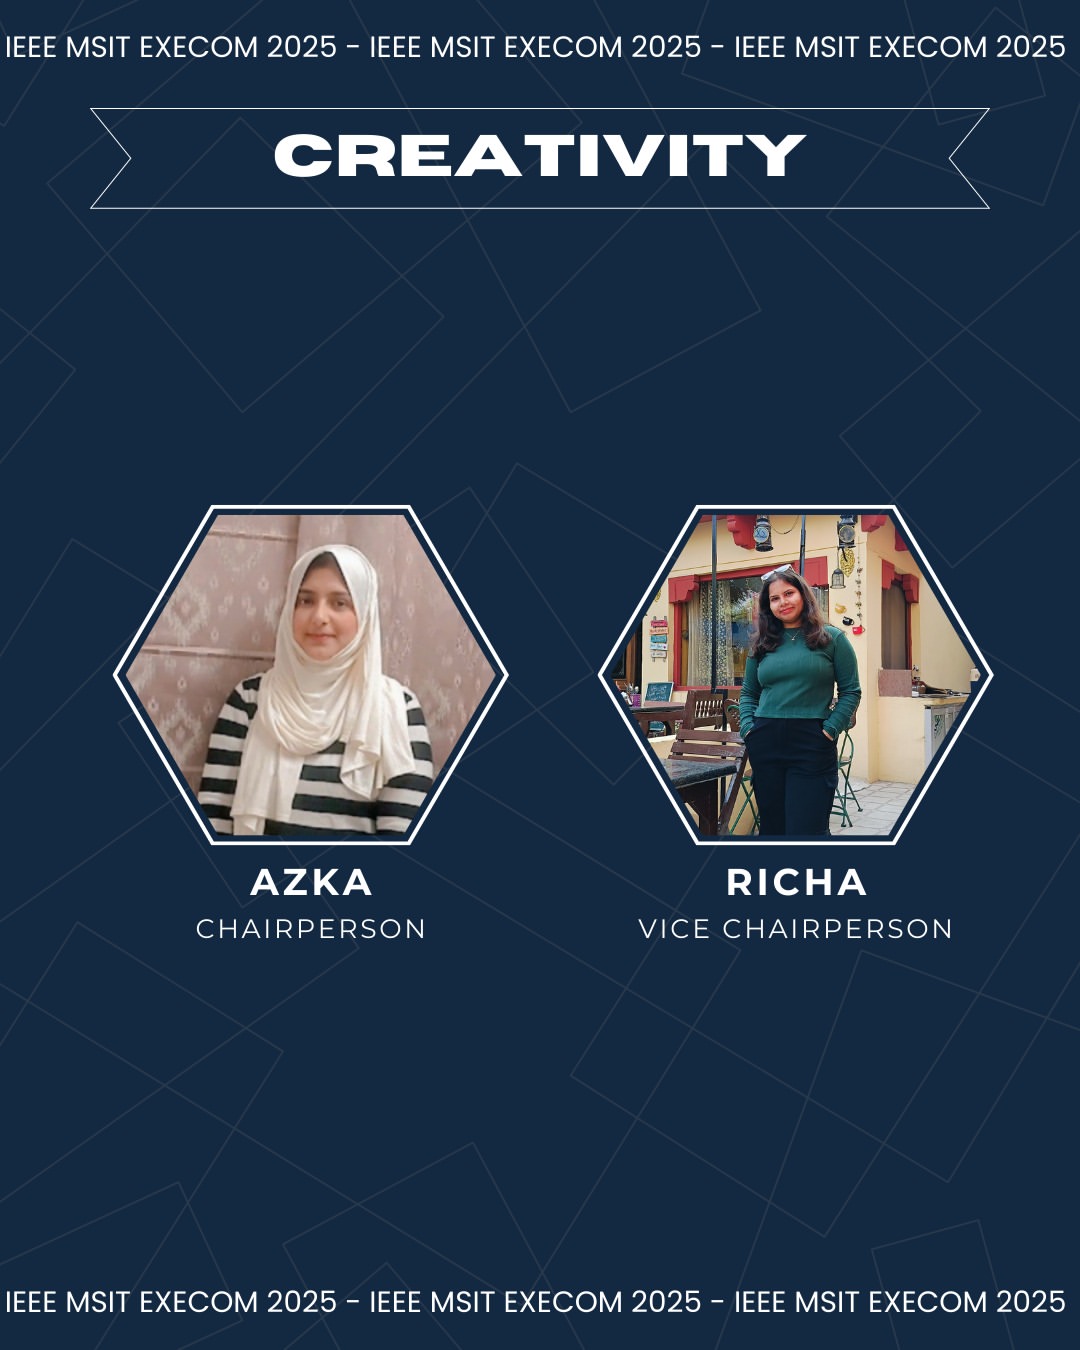 IEEE MSIT EXECOM 2025 - IEEE MSIT EXECOM 2025 - IEEE MSIT EXECOM 2025
CREATIVITY
AZKA
CHAIRPERSON
RICHA
VICE CHAIRPERSON
IEEE MSIT EXECOM 2025 - IEEE MSIT EXECOM 2025 - IEEE MSIT EXECOM 2025